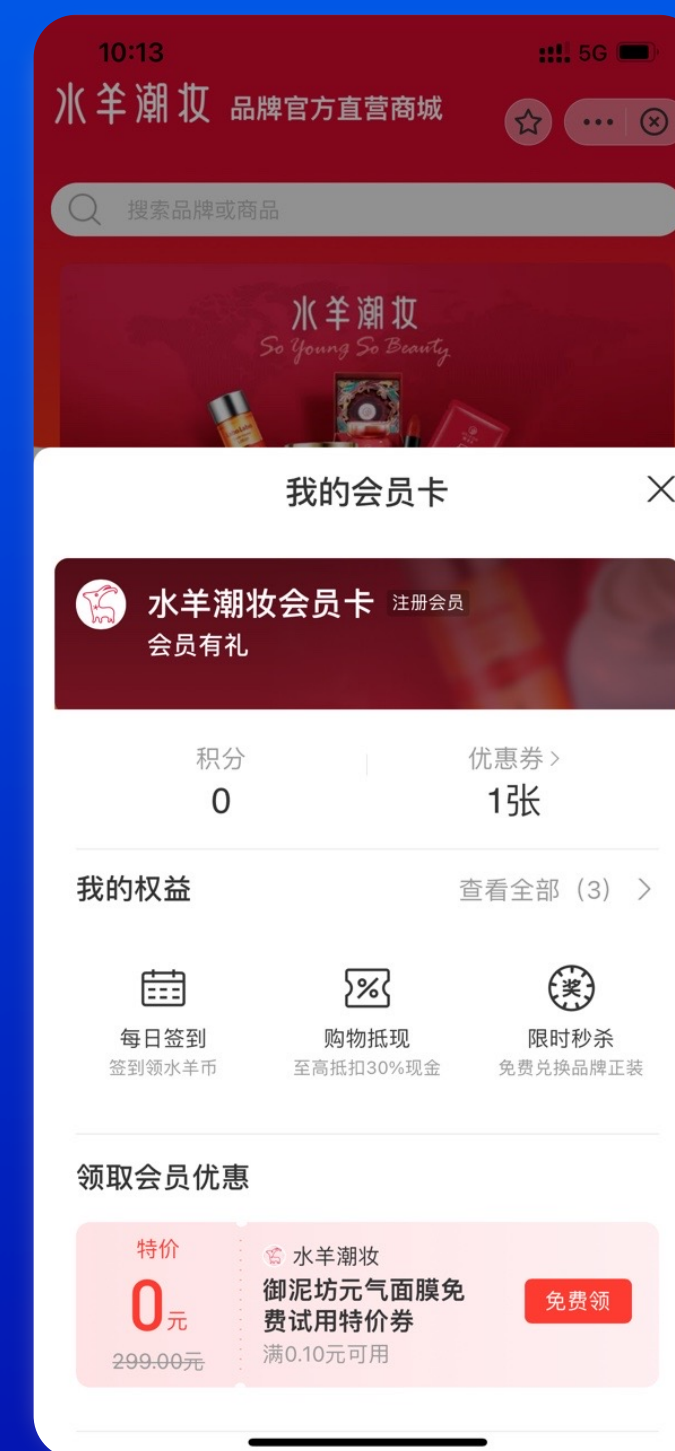 10:13
5G
水羊潮妆 品牌官方直营商城
搜索品牌或商品
水羊潮妆
So Young So Beauty
我的会员卡
水羊潮妆会员卡 注册会员
会员有礼
积分 优惠券
0 1张
我的权益 查看全部（3）
每日签到 购物抵现 限时秒杀
签到领水羊币 至高抵扣30%现金 免费兑换品牌正装
奖
领取会员优惠
特价
0元
299.00元
水羊潮妆
御泥坊元气面膜免
费试用特价券
满0.10元可用
免费领